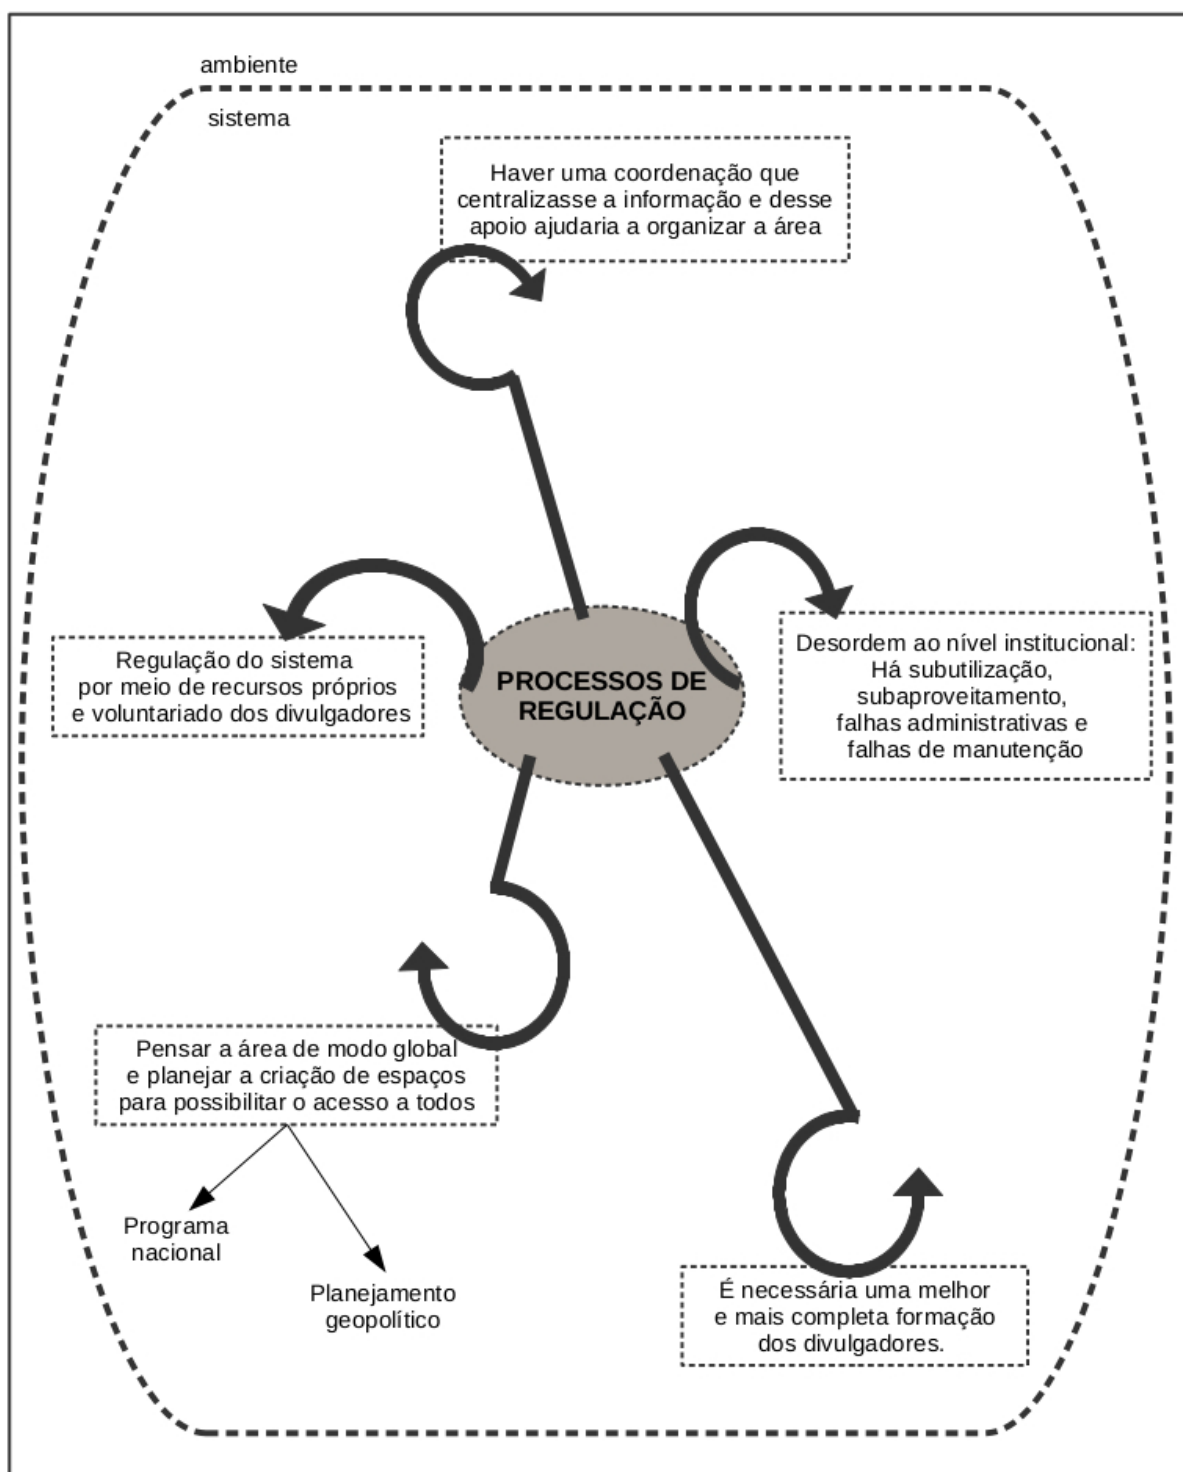 ambiente
sistema
Haver uma coordenação que
centralizasse a informação e desse
apoio ajudaria a organizar a área
PROCESSOS DE
REGULAÇÃO
Regulação do sistema
por meio de recursos próprios
e voluntariado dos divulgadores
Desordem ao nível institucional:
Há subutilização,
subaproveitamento,
falhas administrativas e
falhas de manutenção
Pensar a área de modo global
e planejar a criação de espaços
para possibilitar o acesso a todos
Programa
nacional
Planejamento
geopolítico
É necessária uma melhor
e mais completa formação
dos divulgadores.